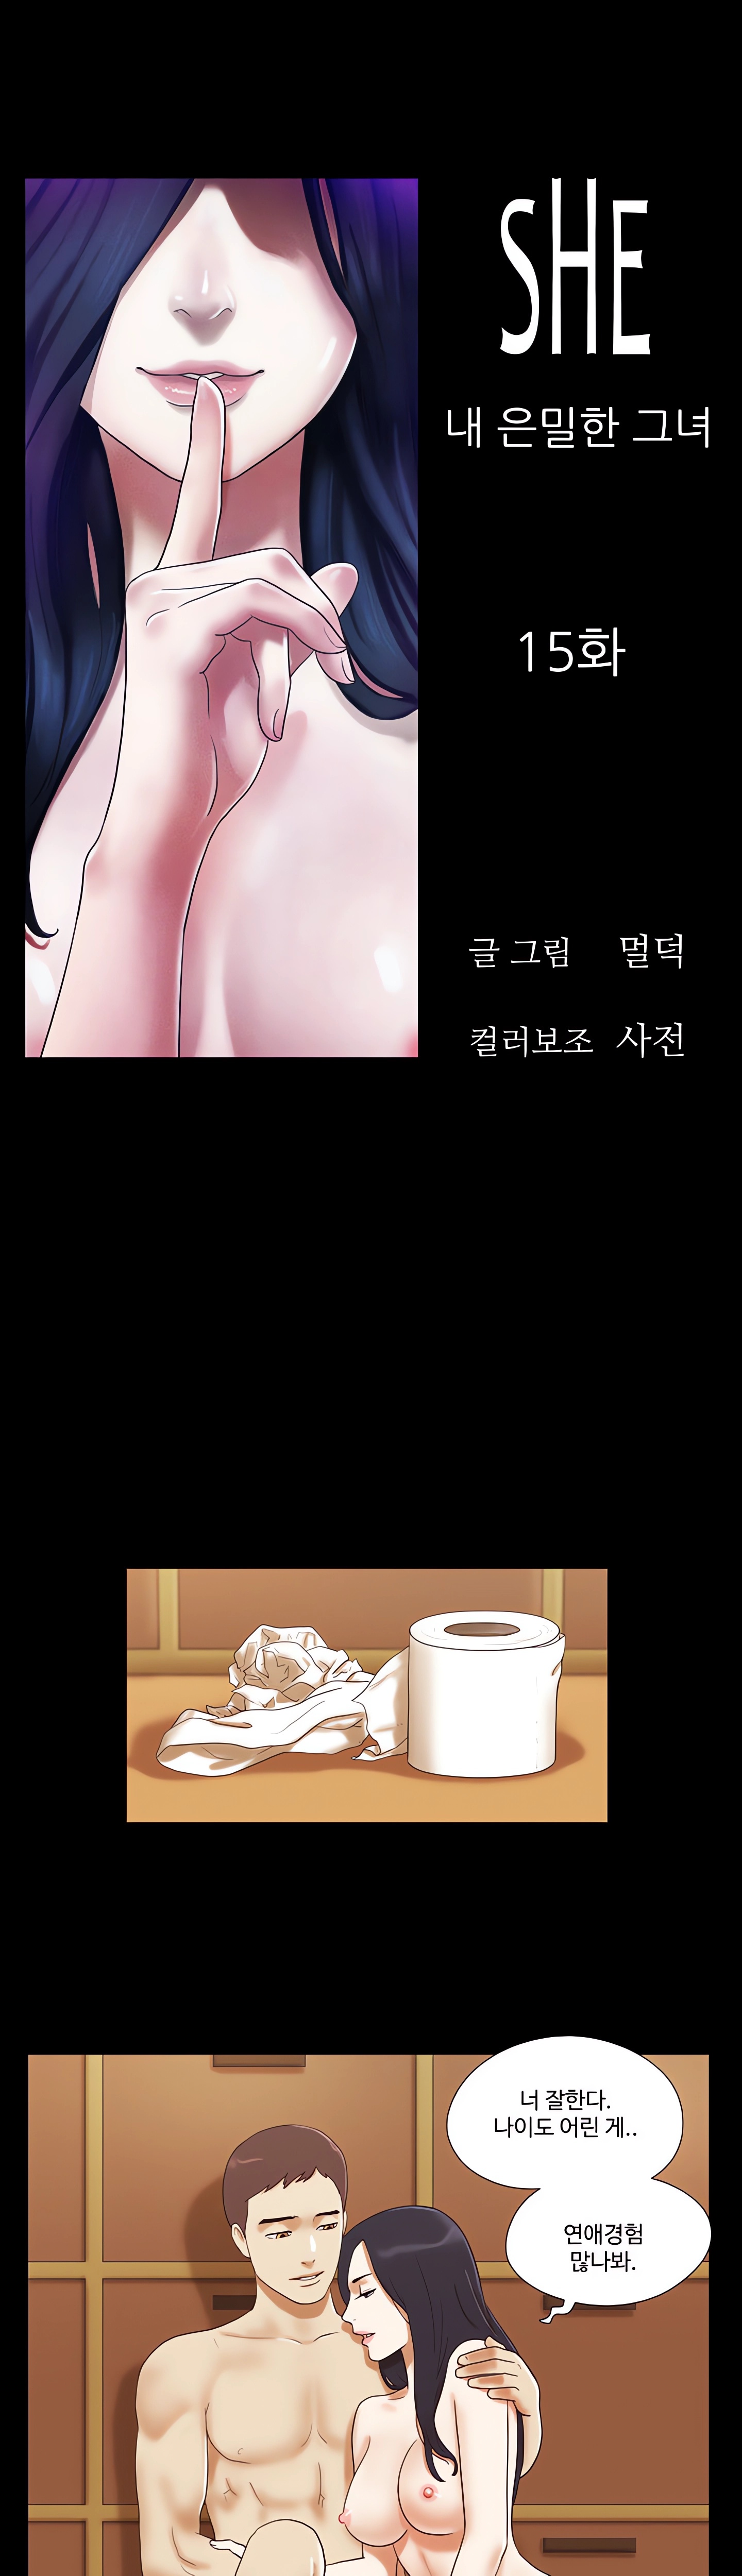 SHE
내 은밀한 그녀
15화
글 그림 멀덕
컬러보조 사전
너 잘한다.
나이도 어린 게..
연애경험
많나봐.